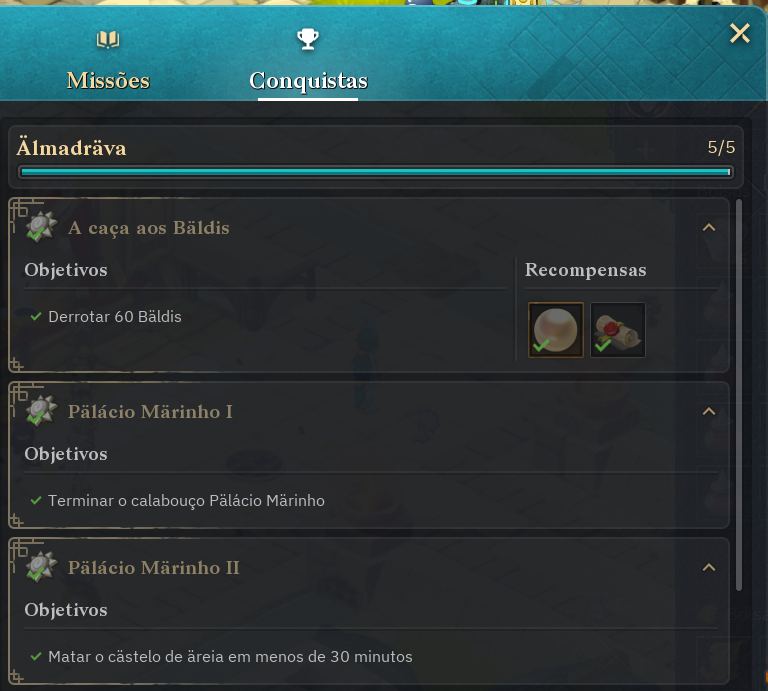 Missões
Conquistas
Älmadräva 5/5
A caça aos Bäldis
Objetivos
Recompensas
Derrotar 60 Bäldis
Pälácio Märinho I
Objetivos
Terminar o calabouço Pälácio Märinho
Pälácio Märinho II
Objetivos
Matar o cästelo de äreia em menos de 30 minutos